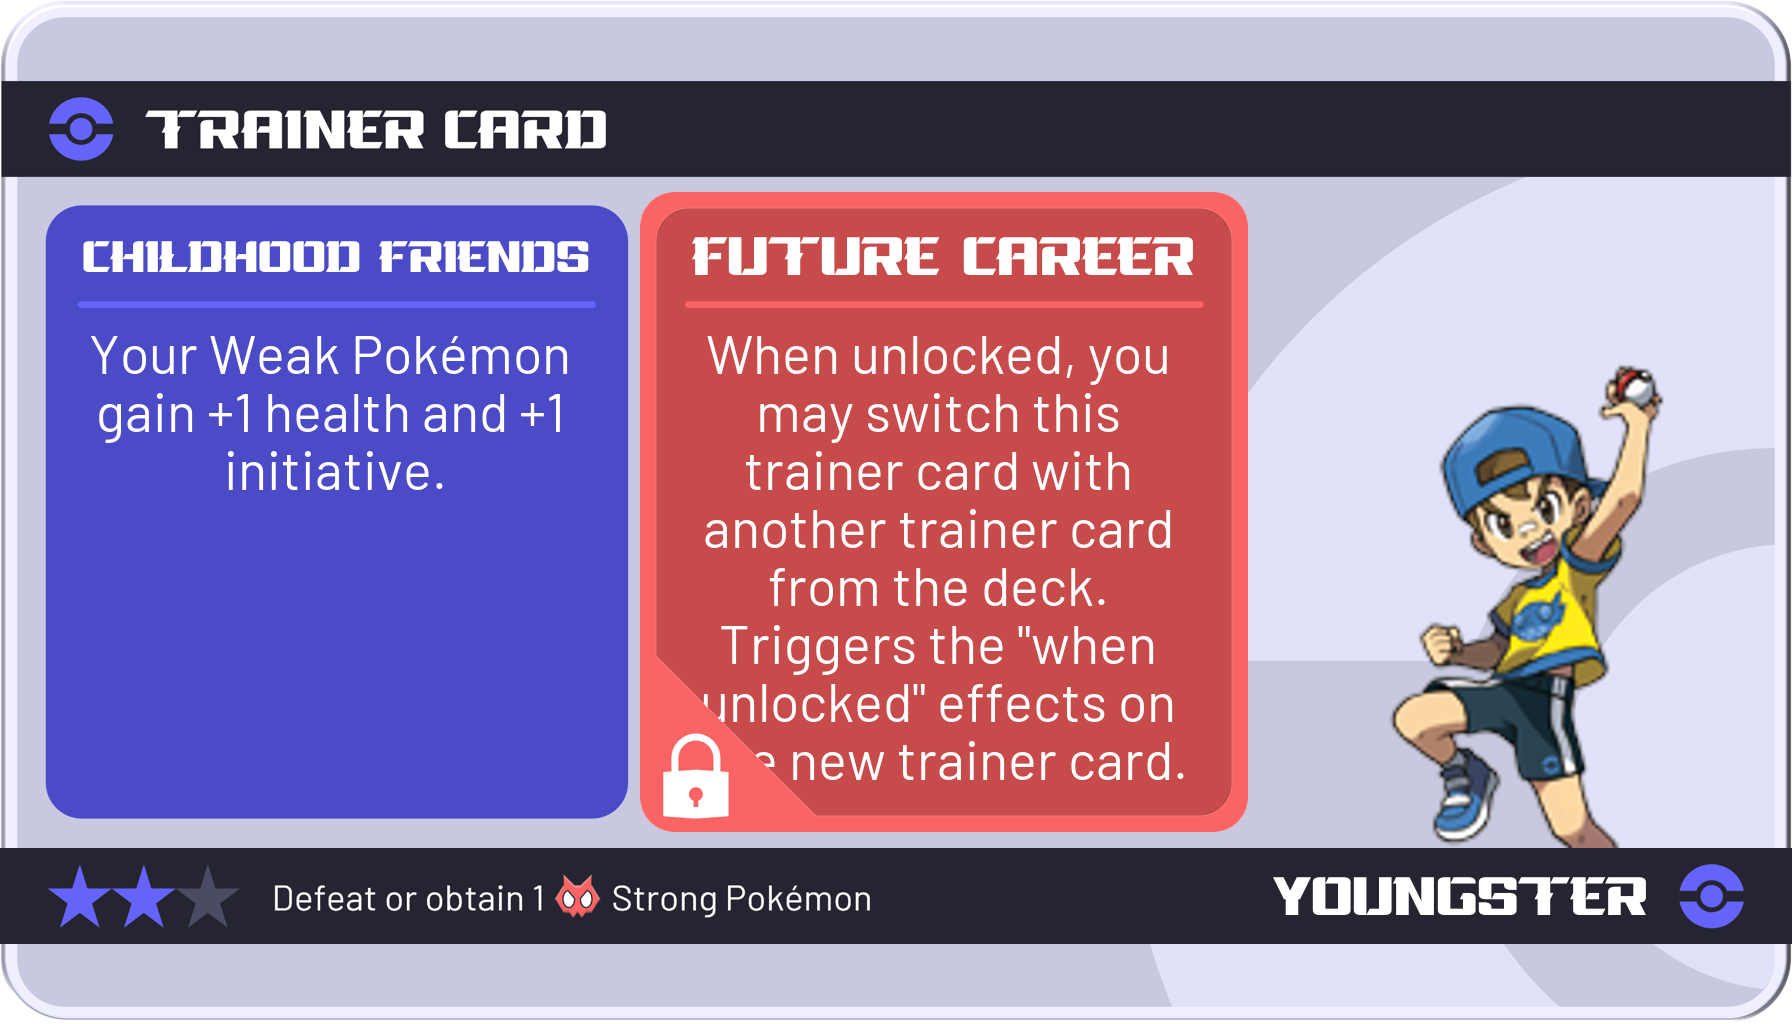 TRAINER CARD
CHILDHOOD FRIENDS
Your Weak Pokémon
gain +1 health and +1
initiative.
FUTURE CAREER
When unlocked, you
may switch this
trainer card with
another trainer card
from the deck.
Triggers the "when
unlocked" effects on
new trainer card.
Defeat or obtain 1 Strong Pokémon
YOUNGSTER